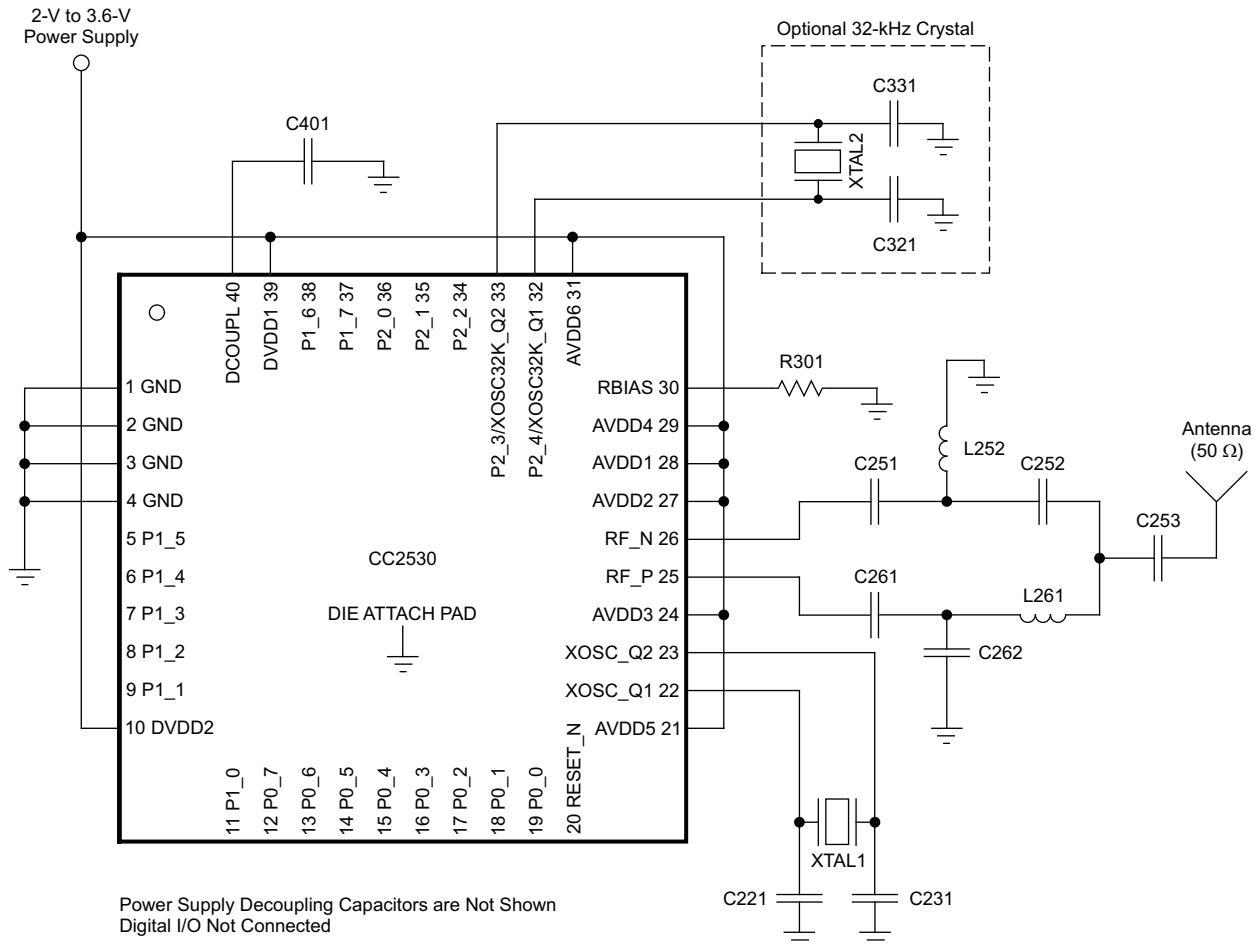 2-V to 3.6-V
Power Supply
Optional 32-kHz Crystal
C331
C401
XTAL2
C321
DCOUPL 40
DVDD1 39
P1_6 38
P1_7 37
P2_0 36
P2_1 35
P2_2 34
P2_3/XOSC32K_Q2 33
P2_4/XOSC32K_Q1 32
AVDD6 31
1 GND
2 GND
3 GND
4 GND
5 P1_5
6 P1_4
7 P1_3
8 P1_2
9 P1_1
10 DVDD2
CC2530
DIE ATTACH PAD
RBIAS 30
AVDD4 29
AVDD1 28
AVDD2 27
RF_N 26
RF_P 25
AVDD3 24
XOSC_Q2 23
XOSC_Q1 22
AVDD5 21
R301
L252
C251
C252
Antenna
(50 Ω)
C253
C261
L261
C262
11 P1_0
12 P0_7
13 P0_6
14 P0_5
15 P0_4
16 P0_3
17 P0_2
18 P0_1
19 P0_0
20 RESET_N
XTAL1
C221
C231
Power Supply Decoupling Capacitors are Not Shown
Digital I/O Not Connected